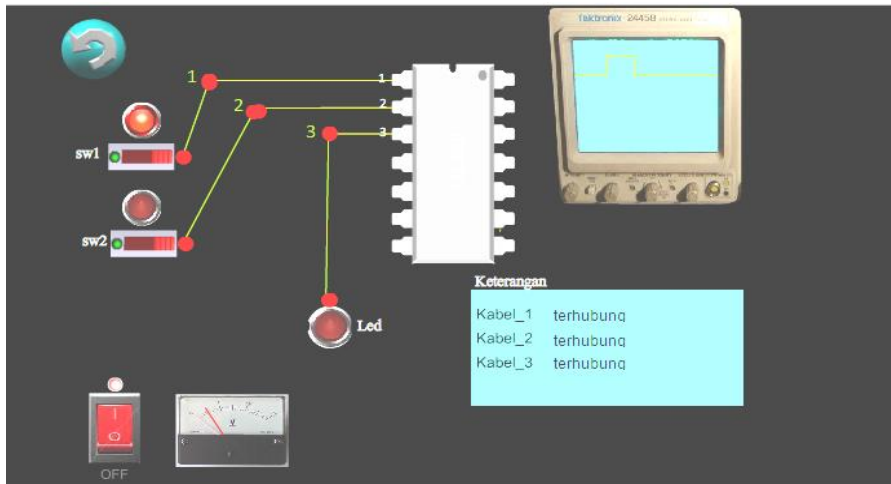 Tektronix 2445B
1
1
2
2
3
3
sw1
sw2
Led
Keterangan
Kabel_1 terhubung
Kabel_2 terhubung
Kabel_3 terhubung
V
OFF